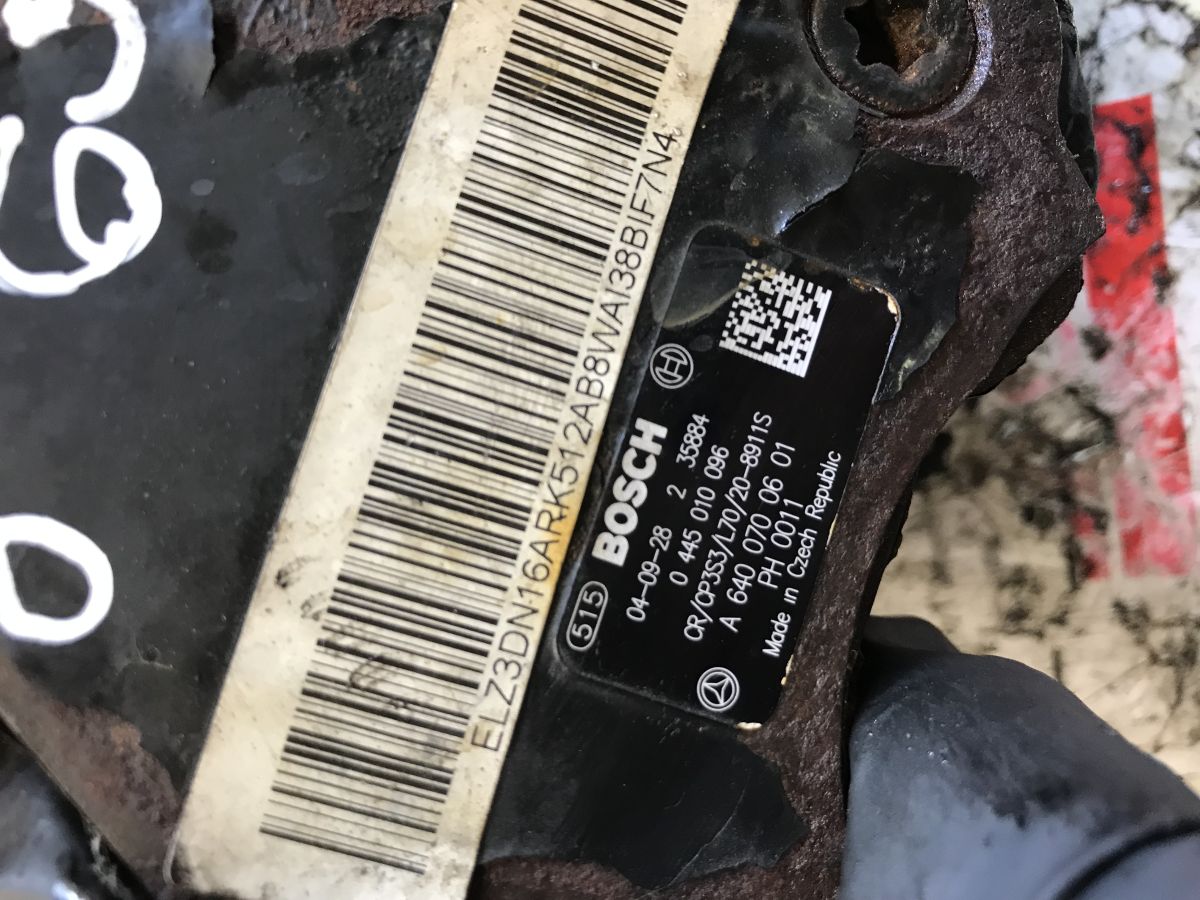 ELZ3DN16ARK512AB8WA38BIF7N4
515 BOSCH
04-09-28 2 35884
0 445 010 096
CR/CP3S3/L70/20-8911S
A 640 070 06 01
PH 0011
Made in Czech Republic